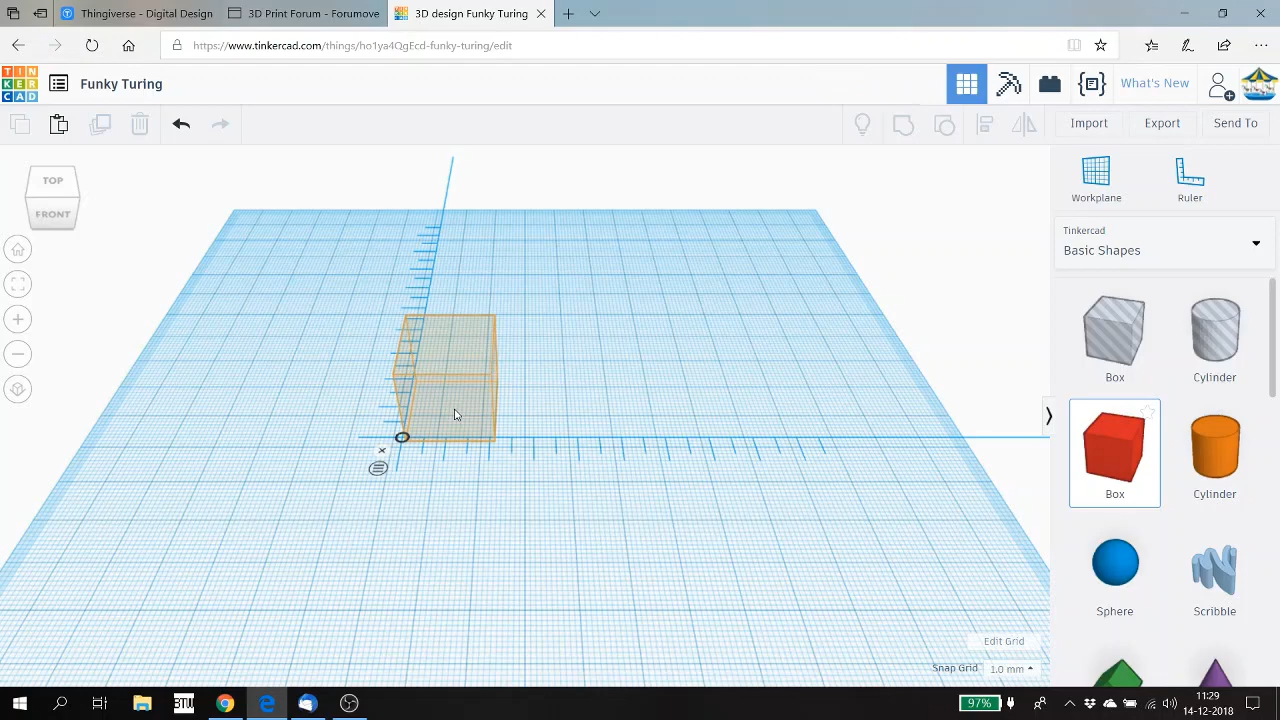 Thingiverse - Digital Design
3D Print Forum - Forumove
3D design Funky Turing
https://www.tinkercad.com/things/ho1ya4QgEcd-funky-turing/edit
TIN
KER
CAD
Funky Turing
What's New
Import
Export
Send To
TOP
FRONT
Workplane
Ruler
Tinkercad
Basic Shapes
Box
Cylinder
Box
Cylinder
Sphere
Scribble
Edit Grid
Snap Grid
1.0 mm
97%
11:29
14-12-2018